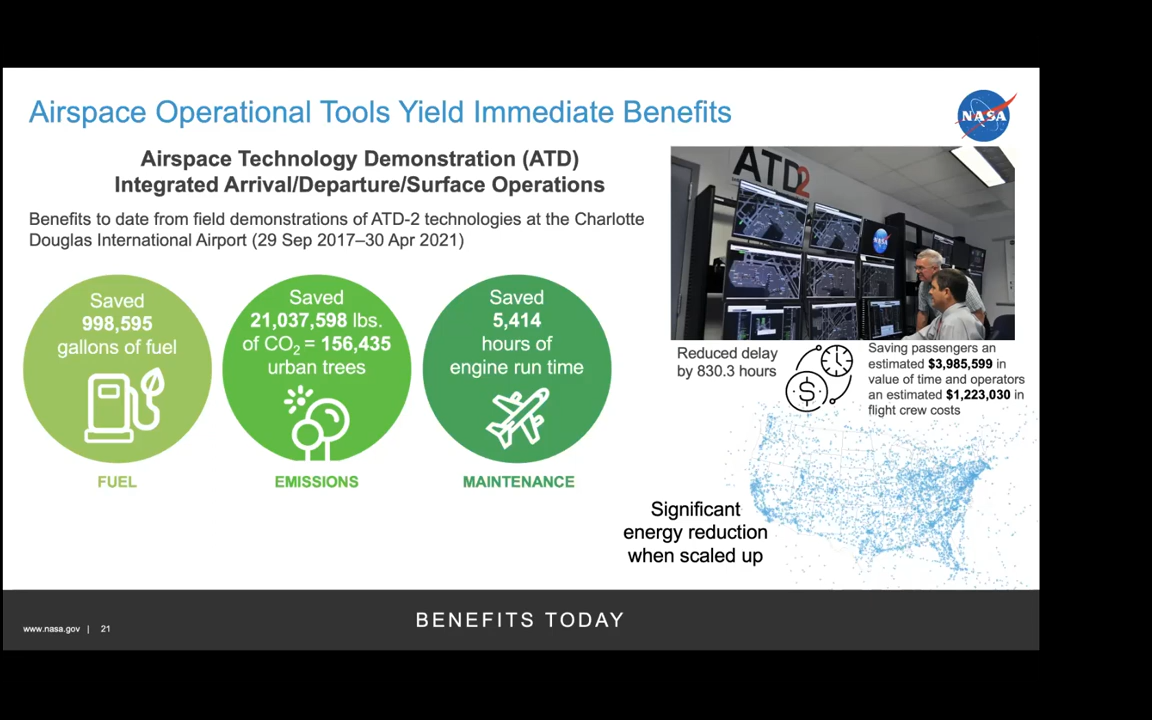 Airspace Operational Tools Yield Immediate Benefits
NASA
Airspace Technology Demonstration (ATD)
Integrated Arrival/Departure/Surface Operations
Benefits to date from field demonstrations of ATD-2 technologies at the Charlotte
Douglas International Airport (29 Sep 2017–30 Apr 2021)
ATD2
NASA
Saved
998,595
gallons of fuel
FUEL
Saved
21,037,598 lbs.
of CO₂ = 156,435
urban trees
EMISSIONS
Saved
5,414
hours of
engine run time
MAINTENANCE
Reduced delay
by 830.3 hours
$
Saving passengers an
estimated $3,985,599 in
value of time and operators
an estimated $1,223,030 in
flight crew costs
Significant
energy reduction
when scaled up
www.nasa.gov | 21
BENEFITS TODAY